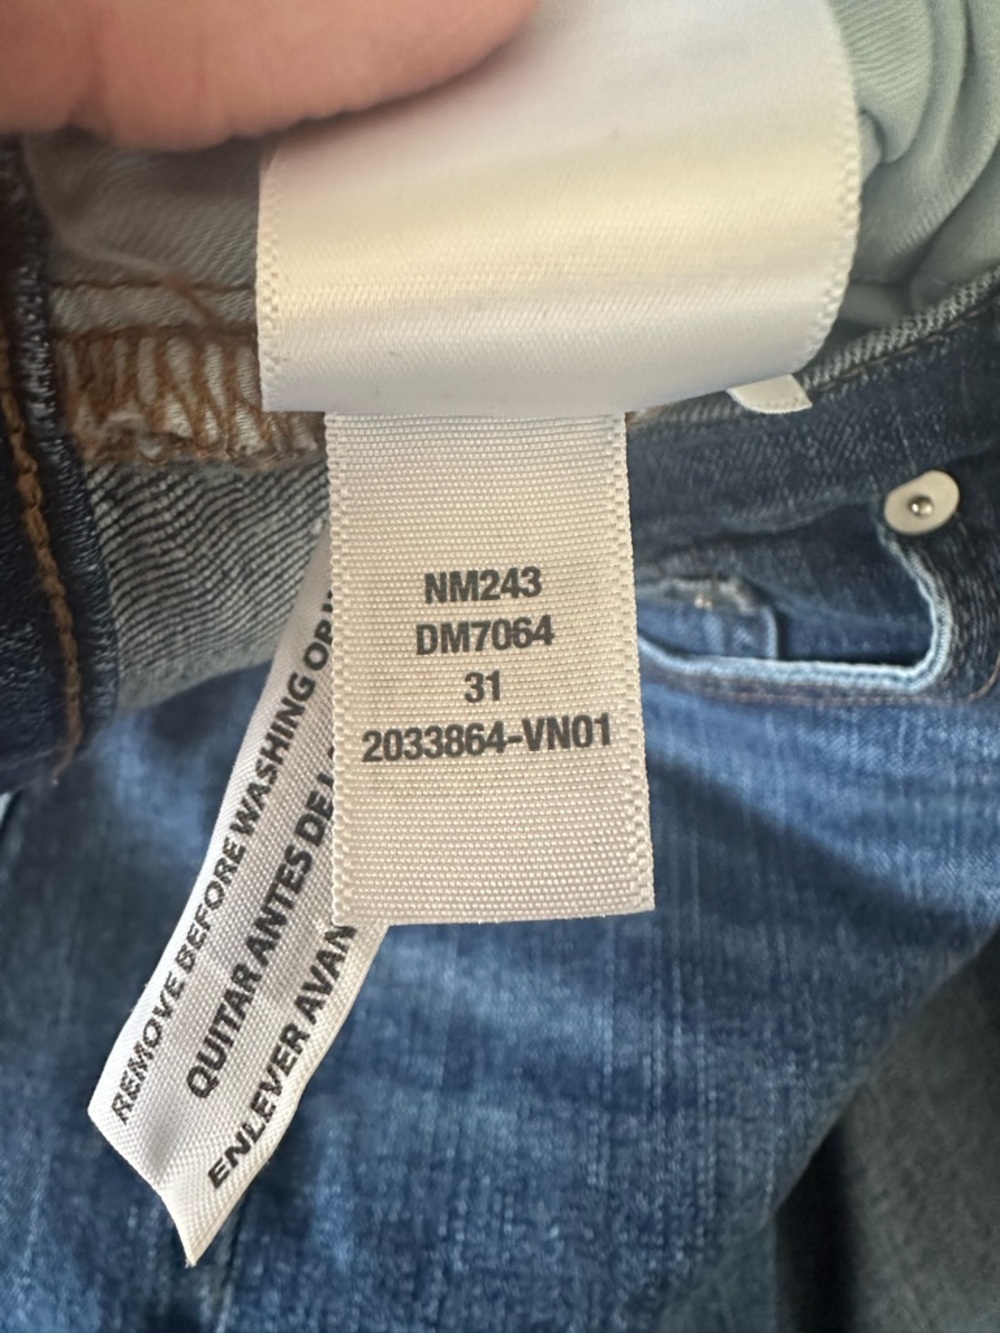 NM243
DM7064
31
2033864-VN01
REMOVE BEFORE WASHING OR
QUITAR ANTES DE
ENLEVER AVAN